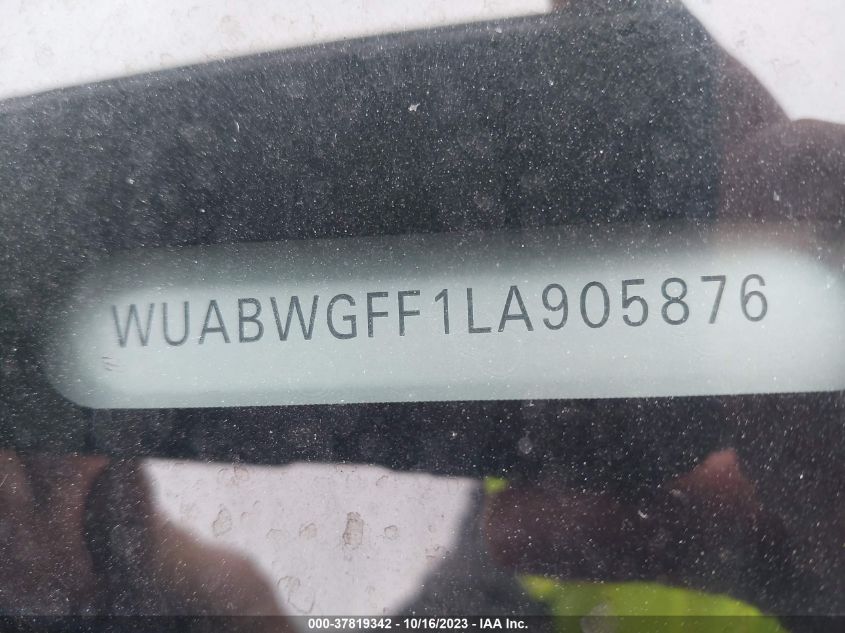 WUABWGFF1LA905876
000-37819342 | 10/16/2023 - IAA Inc.